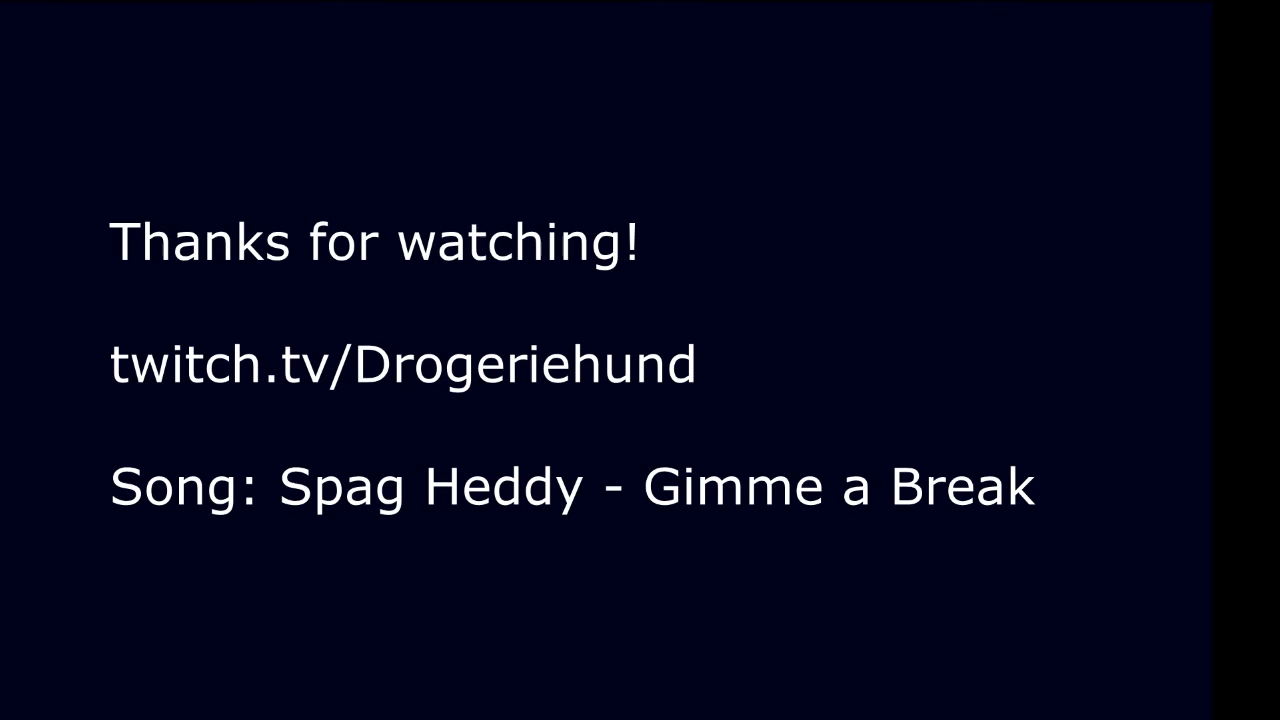 Thanks for watching!
twitch.tv/Drogeriehund
Song: Spag Heddy - Gimme a Break